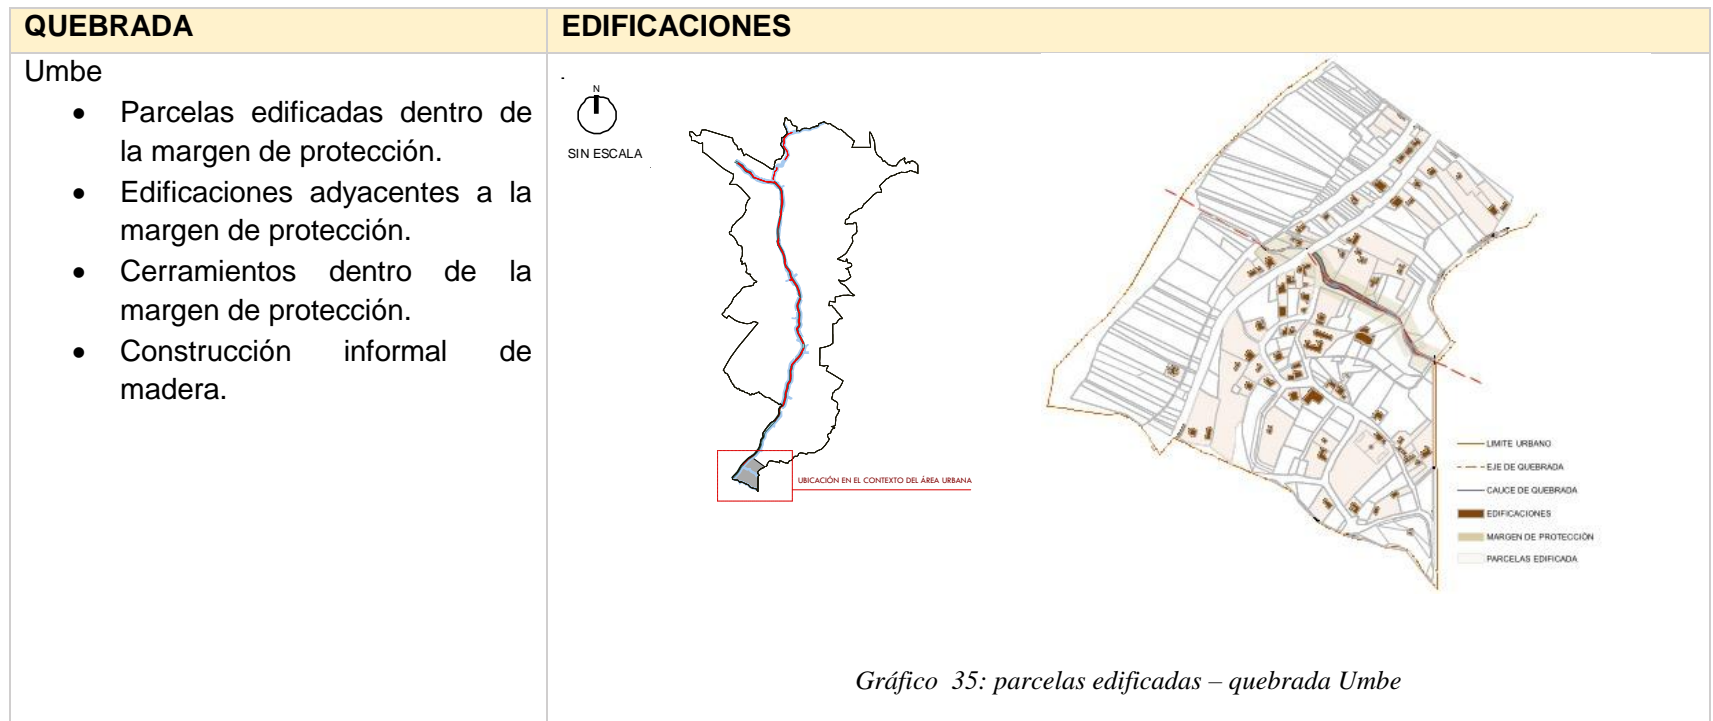 QUEBRADA
EDIFICACIONES
Umbe
• Parcelas edificadas dentro de
la margen de protección.
• Edificaciones adyacentes a la
margen de protección.
• Cerramientos dentro de la
margen de protección.
• Construcción informal de
madera.
N
SIN ESCALA
UBICACIÓN EN EL CONTEXTO DEL ÁREA URBANA
LIMITE URBANO
EJE DE QUEBRADA
CAUCE DE QUEBRADA
EDIFICACIONES
MARGEN DE PROTECCIÓN
PARCELAS EDIFICADA
Gráfico 35: parcelas edificadas – quebrada Umbe